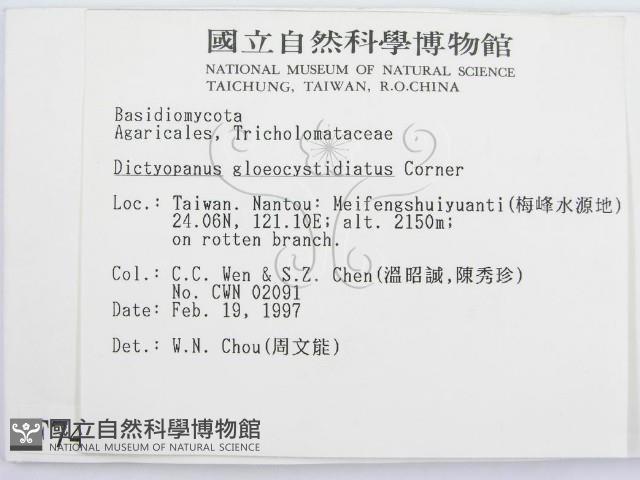 國立自然科學博物館
NATIONAL MUSEUM OF NATURAL SCIENCE
TAICHUNG, TAIWAN, R.O.CHINA
Basidiomycota
Agaricales, Tricholomataceae
Dictyopanus gloeocystidiatus Corner
Loc.: Taiwan. Nantou: Meifengshuiyuanti(梅峰水源地)
24.06N, 121.10E; alt. 2150m;
on rotten branch.
Col.: C.C. Wen & S.Z. Chen(溫昭誠,陳秀珍)
No. CWN 02091
Date: Feb. 19, 1997
Det.: W.N. Chou(周文能)
國立自然科學博物館
NATIONAL MUSEUM OF NATURAL SCIENCE